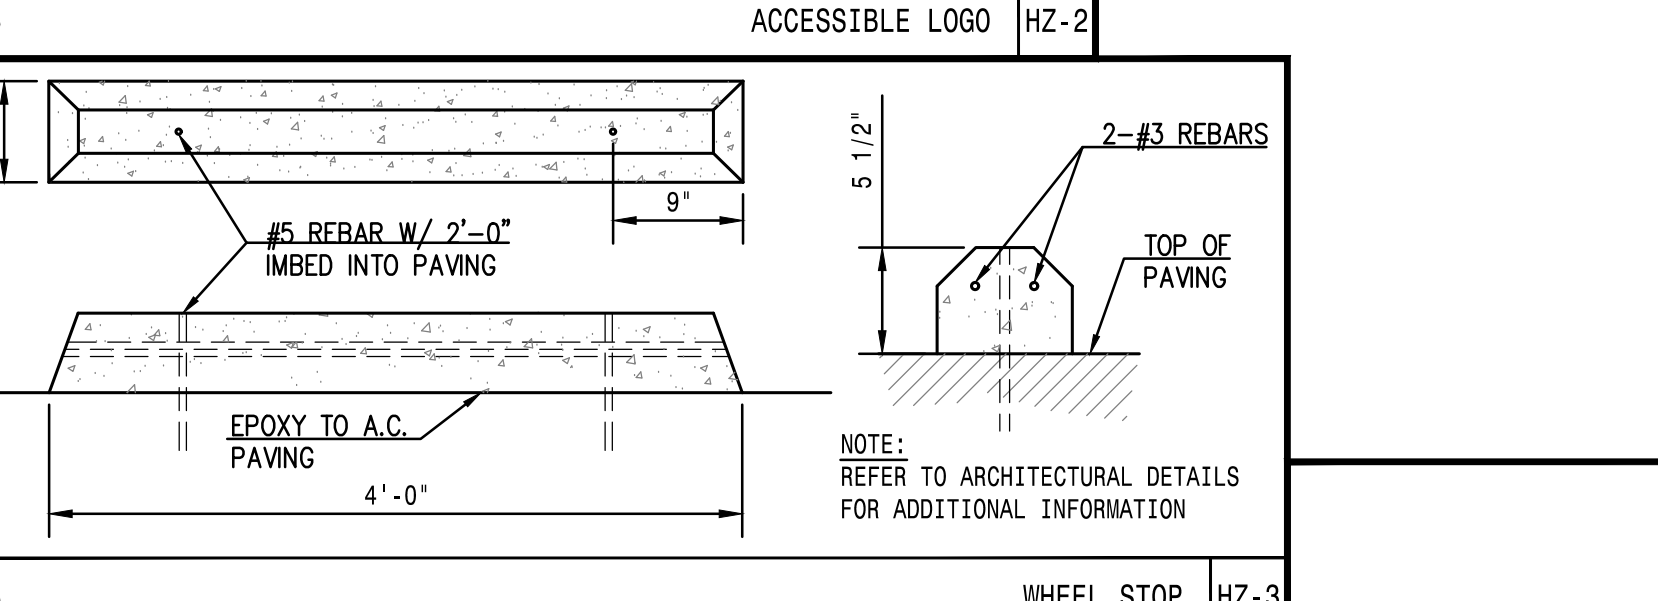 ACCESSIBLE LOGO HZ-2
9"
#5 REBAR W/ 2'-0"
IMBED INTO PAVING
EPOXY TO A.C.
PAVING
4'-0"
5 1/2"
2-#3 REBARS
TOP OF
PAVING
NOTE:
REFER TO ARCHITECTURAL DETAILS
FOR ADDITIONAL INFORMATION
WHEEL STOP HZ-3